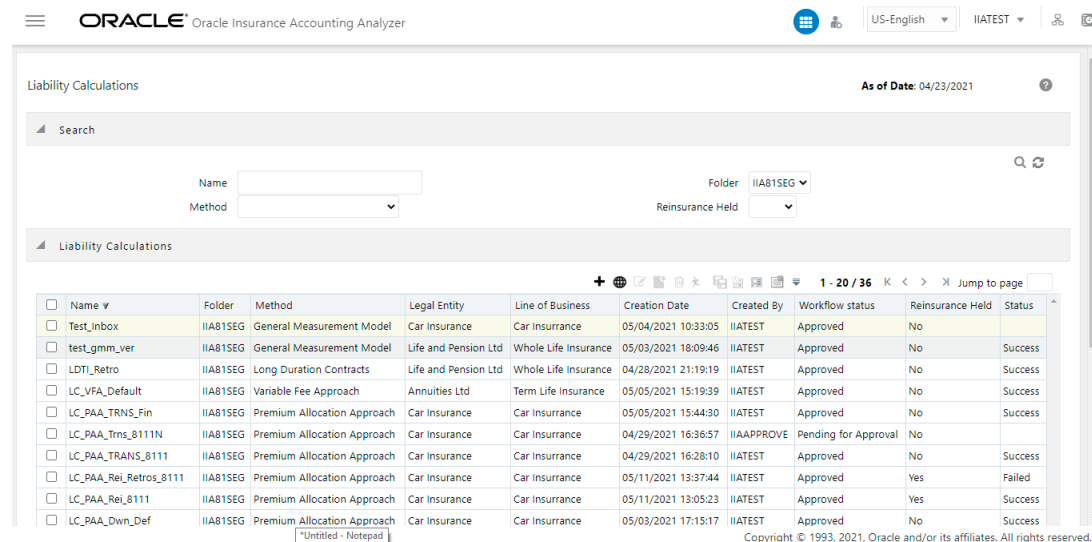 ORACLE® Oracle Insurance Accounting Analyzer US-English IIATEST
Liability Calculations As of Date: 04/23/2021
Search
Name Folder IIA81SEG
Method Reinsurance Held
Liability Calculations
1 - 20 / 36 Jump to page
Name Folder Method Legal Entity Line of Business Creation Date Created By Workflow status Reinsurance Held Status
Test_Inbox IIA81SEG General Measurement Model Car Insurance Car Insurrance 05/04/2021 10:33:05 IIATEST Approved No
test_gmm_ver IIA81SEG General Measurement Model Life and Pension Ltd Whole Life Insurance 05/03/2021 18:09:46 IIATEST Approved No Success
LDTI_Retro IIA81SEG Long Duration Contracts Life and Pension Ltd Whole Life Insurance 04/28/2021 21:19:19 IIATEST Approved No Success
LC_VFA_Default IIA81SEG Variable Fee Approach Annuities Ltd Term Life Insurance 05/05/2021 15:19:39 IIATEST Approved No Success
LC_PAA_TRNS_Fin IIA81SEG Premium Allocation Approach Car Insurance Car Insurrance 05/05/2021 15:44:30 IIATEST Approved No Success
LC_PAA_Trns_8111N IIA81SEG Premium Allocation Approach Car Insurance Car Insurrance 04/29/2021 16:36:57 IIAAPPROVE Pending for Approval No
LC_PAA_TRANS_8111 IIA81SEG Premium Allocation Approach Car Insurance Car Insurrance 04/29/2021 16:28:10 IIATEST Approved No Success
LC_PAA_Rei_Retros_8111 IIA81SEG Premium Allocation Approach Car Insurance Car Insurrance 05/11/2021 13:37:44 IIATEST Approved Yes Failed
LC_PAA_Rei_8111 IIA81SEG Premium Allocation Approach Car Insurance Car Insurrance 05/11/2021 13:05:23 IIATEST Approved Yes Success
LC_PAA_Dwn_Def IIA81SEG Premium Allocation Approach Car Insurance Car Insurrance 05/03/2021 17:15:17 IIATEST Approved No Success
*Untitled - Notepad Copyright © 1993, 2021, Oracle and/or its affiliates. All rights reserved.